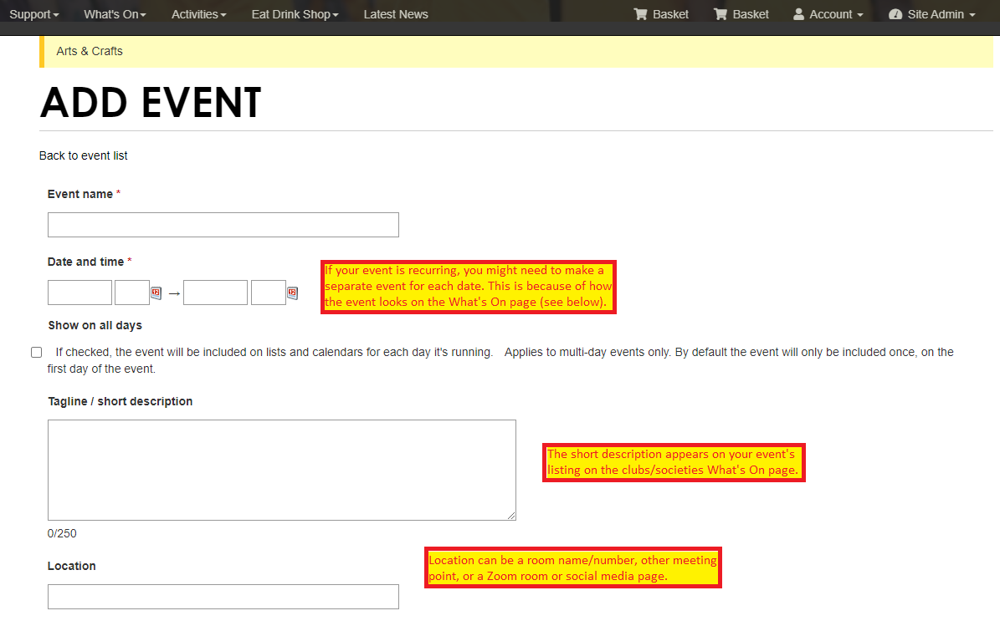 Support What's On Activities Eat Drink Shop Latest News Basket Basket Account Site Admin
Arts & Crafts
ADD EVENT
Back to event list
Event name *
Date and time *
12 → 12
If your event is recurring, you might need to make a
separate event for each date. This is because of how
the event looks on the What's On page (see below).
Show on all days
If checked, the event will be included on lists and calendars for each day it's running. Applies to multi-day events only. By default the event will only be included once, on the
first day of the event.
Tagline / short description
The short description appears on your event's
listing on the clubs/societies What's On page.
0/250
Location
Location can be a room name/number, other meeting
point, or a Zoom room or social media page.